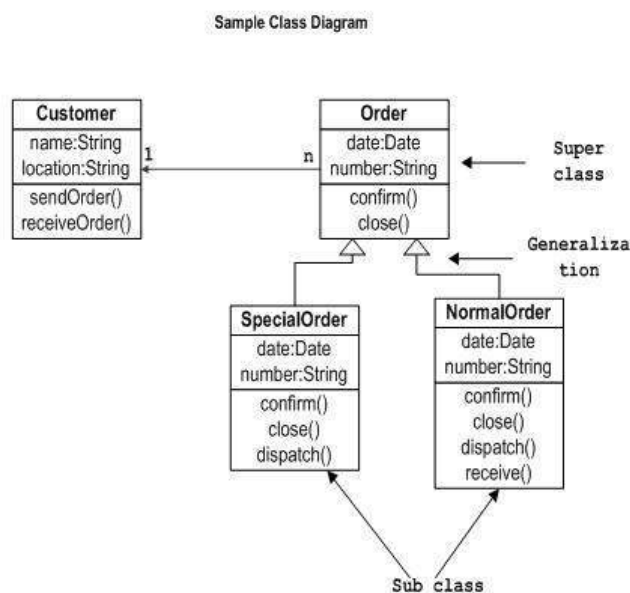 Sample Class Diagram
Customer
name:String
location:String
sendOrder()
receiveOrder()
1
n
Order
date:Date
number:String
confirm()
close()
Super
class
Generaliza
tion
SpecialOrder
date:Date
number:String
confirm()
close()
dispatch()
NormalOrder
date:Date
number:String
confirm()
close()
dispatch()
receive()
Sub class